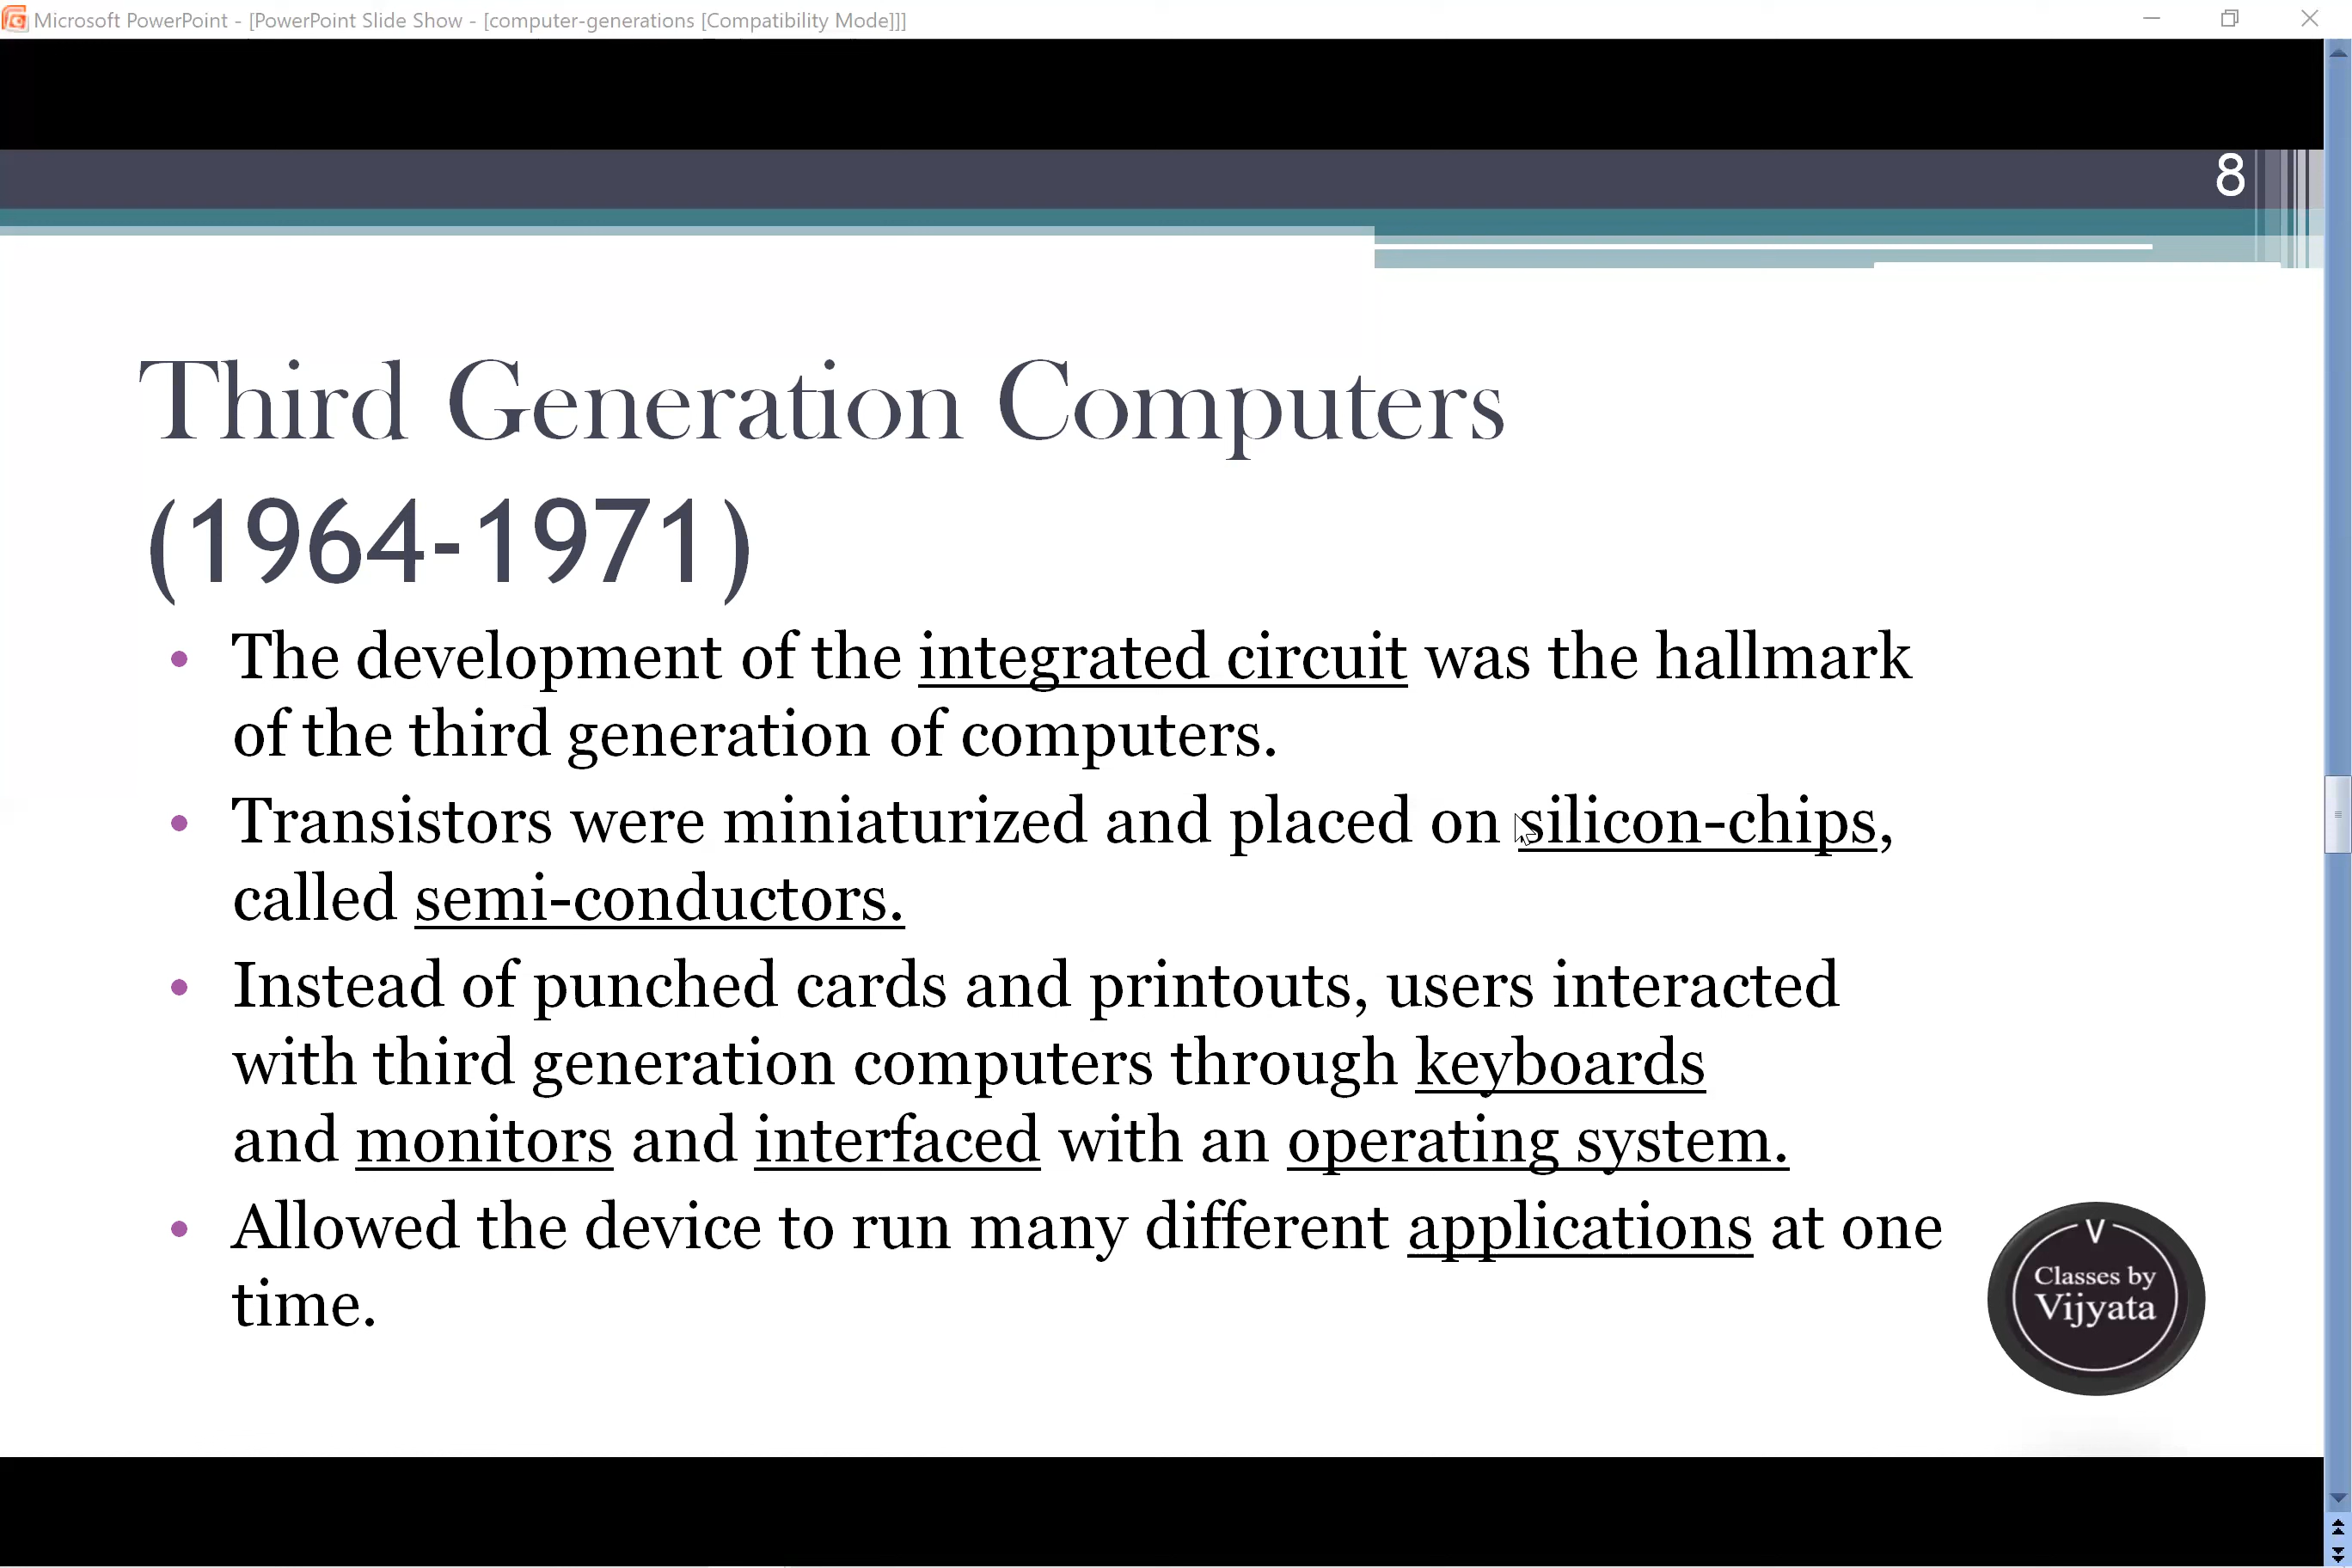 Microsoft PowerPoint - [PowerPoint Slide Show - [computer-generations [Compatibility Mode]]]
8
Third Generation Computers
(1964-1971)
• The development of the integrated circuit was the hallmark
of the third generation of computers.
• Transistors were miniaturized and placed on silicon-chips,
called semi-conductors.
• Instead of punched cards and printouts, users interacted
with third generation computers through keyboards
and monitors and interfaced with an operating system.
• Allowed the device to run many different applications at one
time.
V
Classes by
Vijyata